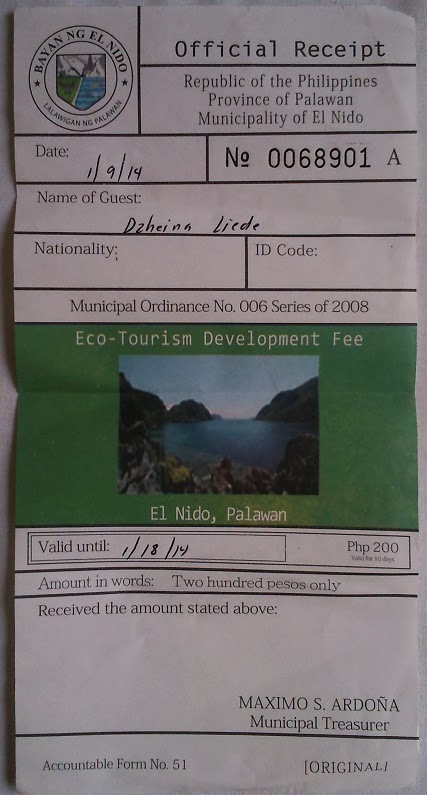 BAYAN NG EL NIDO
LALAWIGAN NG PALAWAN
Official Receipt
Republic of the Philippines
Province of Palawan
Municipality of El Nido
Date:
1/9/14
№ 0068901 A
Name of Guest:
Dzheina Liede
Nationality:
ID Code:
Municipal Ordinance No. 006 Series of 2008
Eco-Tourism Development Fee
El Nido, Palawan
Valid until: 1/18/14
Php 200
Valid for 10 days
Amount in words: Two hundred pesos only
Received the amount stated above:
MAXIMO S. ARDOÑA
Municipal Treasurer
Accountable Form No. 51
[ORIGINAL]